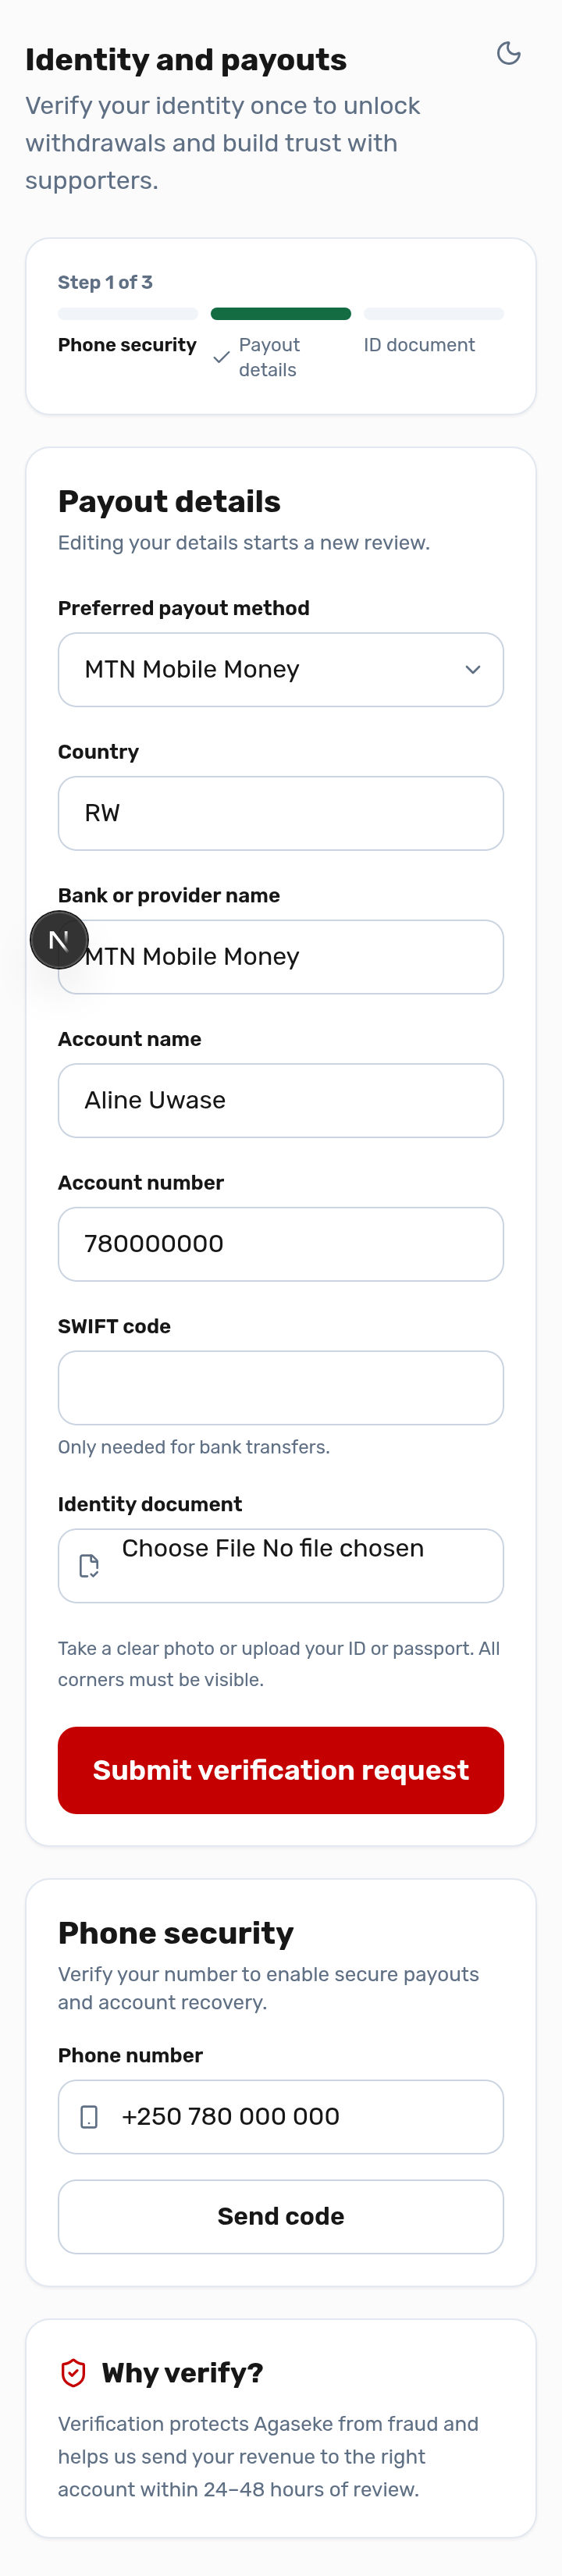 Identity and payouts
Verify your identity once to unlock
withdrawals and build trust with
supporters.
Step 1 of 3
Phone security
Payout
details
ID document
Payout details
Editing your details starts a new review.
Preferred payout method
MTN Mobile Money
Country
RW
Bank or provider name
N
MTN Mobile Money
Account name
Aline Uwase
Account number
780000000
SWIFT code
Only needed for bank transfers.
Identity document
Choose File No file chosen
Take a clear photo or upload your ID or passport. All
corners must be visible.
Submit verification request
Phone security
Verify your number to enable secure payouts
and account recovery.
Phone number
+250 780 000 000
Send code
Why verify?
Verification protects Agaseke from fraud and
helps us send your revenue to the right
account within 24–48 hours of review.